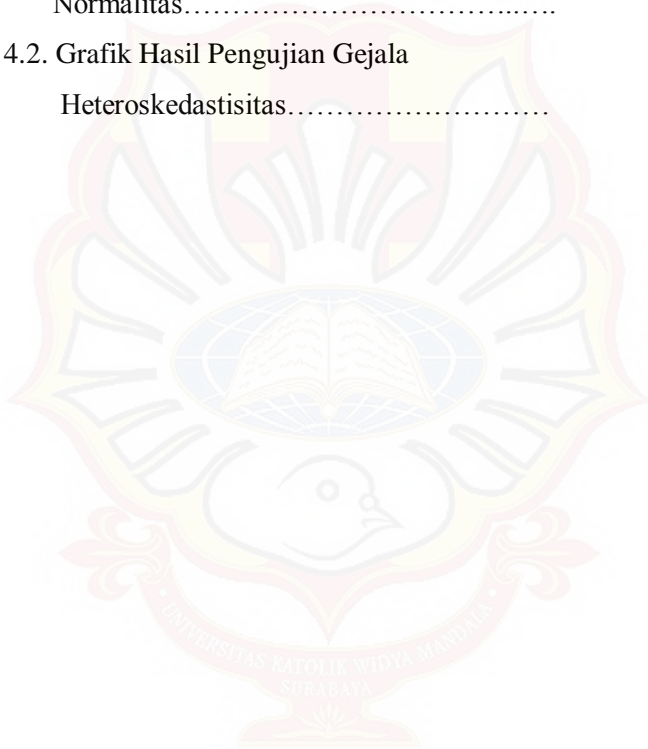 Normalitas……………………………….…..…..
4.2. Grafik Hasil Pengujian Gejala
Heteroskedastisitas………………………
UNIVERSITAS KATOLIK WIDYA MANDALA
SURABAYA